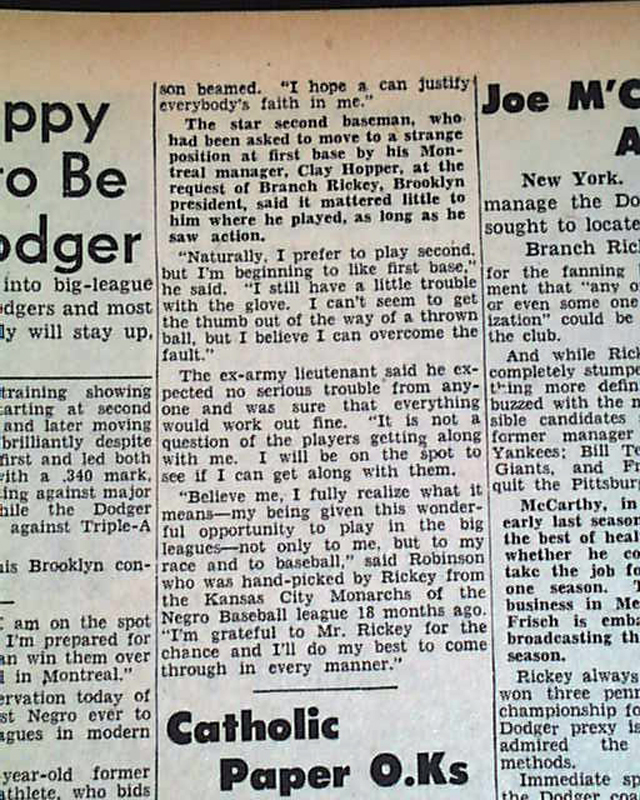 ppy
to Be
odger
into big-league
dgers and most
ly will stay up,
training showing
tarting at second
and later moving
brilliantly despite
first and led both
with a .340 mark,
ing against major
hile the Dodger
against Triple-A
his Brooklyn con-
I am on the spot
I'm prepared for
an win them over
d in Montreal."
ervation today of
st Negro ever to
agues in modern
year-old former
athlete, who bids
son beamed. "I hope a can justify
everybody's faith in me."
The star second baseman, who
had been asked to move to a strange
position at first base by his Mon-
treal manager, Clay Hopper, at the
request of Branch Rickey, Brooklyn
president, said it mattered little to
him where he played, as long as he
saw action.
"Naturally, I prefer to play second,
but I'm beginning to like first base,"
he said. "I still have a little trouble
with the glove. I can't seem to get
the thumb out of the way of a thrown
ball, but I believe I can overcome the
fault."
The ex-army lieutenant said he ex-
pected no serious trouble from any-
one and was sure that everything
would work out fine. "It is not a
question of the players getting along
with me. I will be on the spot to
see if I can get along with them.
"Believe me, I fully realize what it
means—my being given this wonder-
ful opportunity to play in the big
leagues—not only to me, but to my
race and to baseball," said Robinson
who was hand-picked by Rickey from
the Kansas City Monarchs of the
Negro Baseball league 18 months ago.
"I'm grateful to Mr. Rickey for the
chance and I'll do my best to come
through in every manner."
Catholic
Paper O.Ks
Joe M'C
A
New York.
manage the Do
sought to locate
Branch Rick
for the fanning
ment that "any o
or even some one
ization" could be
the club.
And while Rick
completely stumpe
thing more defin
buzzed with the n
sible candidates
former manager
Yankees; Bill Te
Giants, and Fr
quit the Pittsburg
McCarthy, in
early last season
the best of healt
whether he co
take the job fo
one season. T
business in Me
Frisch is emba
broadcasting th
season.
Rickey always
won three penn
championship fo
Dodger prexy is
admired the
methods.
Immediate sp
the Dodger coa